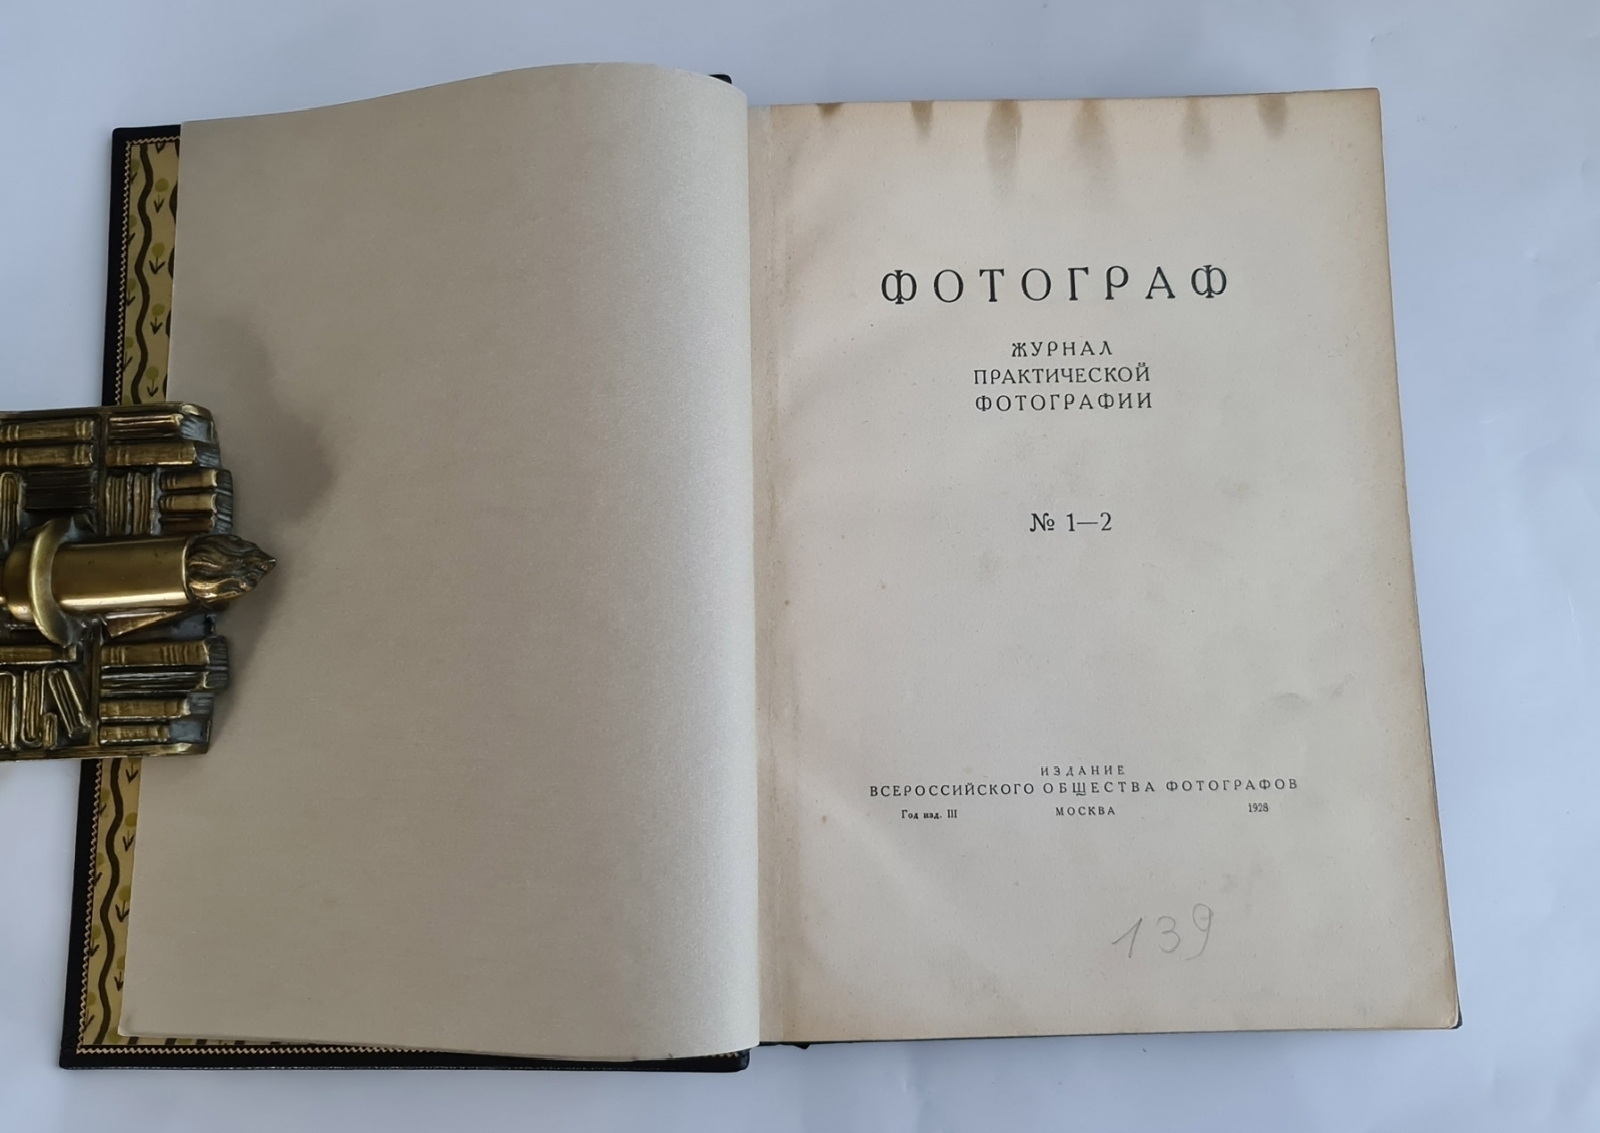 ФОТОГРАФ
ЖУРНАЛ
ПРАКТИЧЕСКОЙ
ФОТОГРАФИИ
№ 1—2
ИЗДАНИЕ
ВСЕРОССИЙСКОГО ОБЩЕСТВА ФОТОГРАФОВ
Год изд. III МОСКВА 1928
139